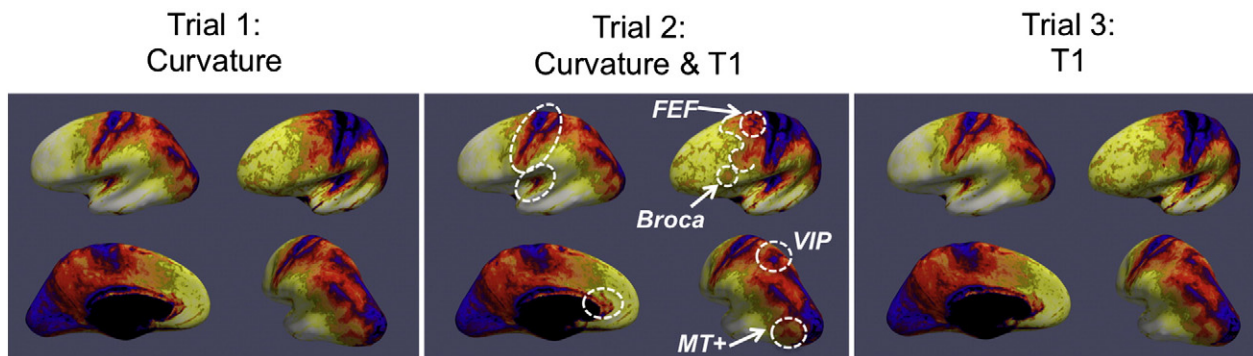 Trial 1:
Curvature
Trial 2:
Curvature & T1
Trial 3:
T1
FEF
Broca
VIP
MT+